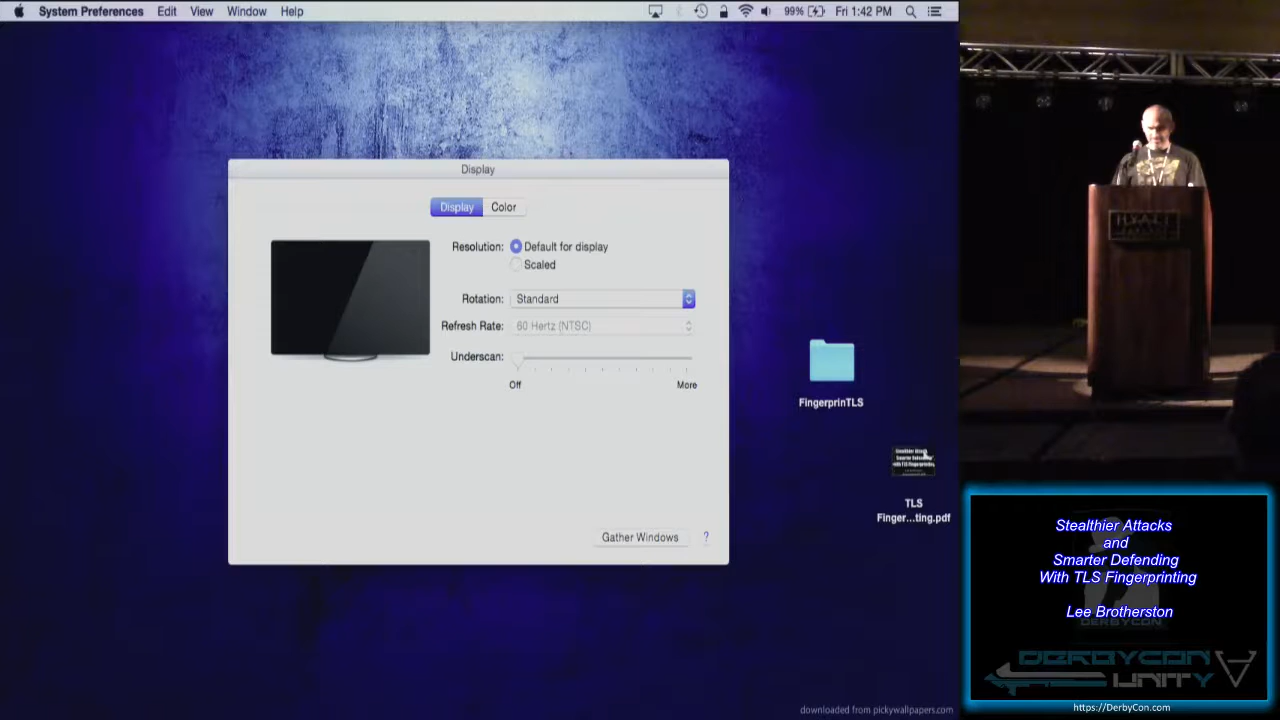 System Preferences Edit View Window Help
99% Fri 1:42 PM
Display
Display Color
Resolution: Default for display
Scaled
Rotation: Standard
Refresh Rate: 60 Hertz (NTSC)
Underscan:
Off More
Gather Windows ?
FingerprinTLS
TLS
Finger...ting.pdf
downloaded from pickywallpapers.com
HYATT
Stealthier Attacks
and
Smarter Defending
With TLS Fingerprinting
Lee Brotherston
DERBYCON
DERBYCON
UNITY
https://DerbyCon.com